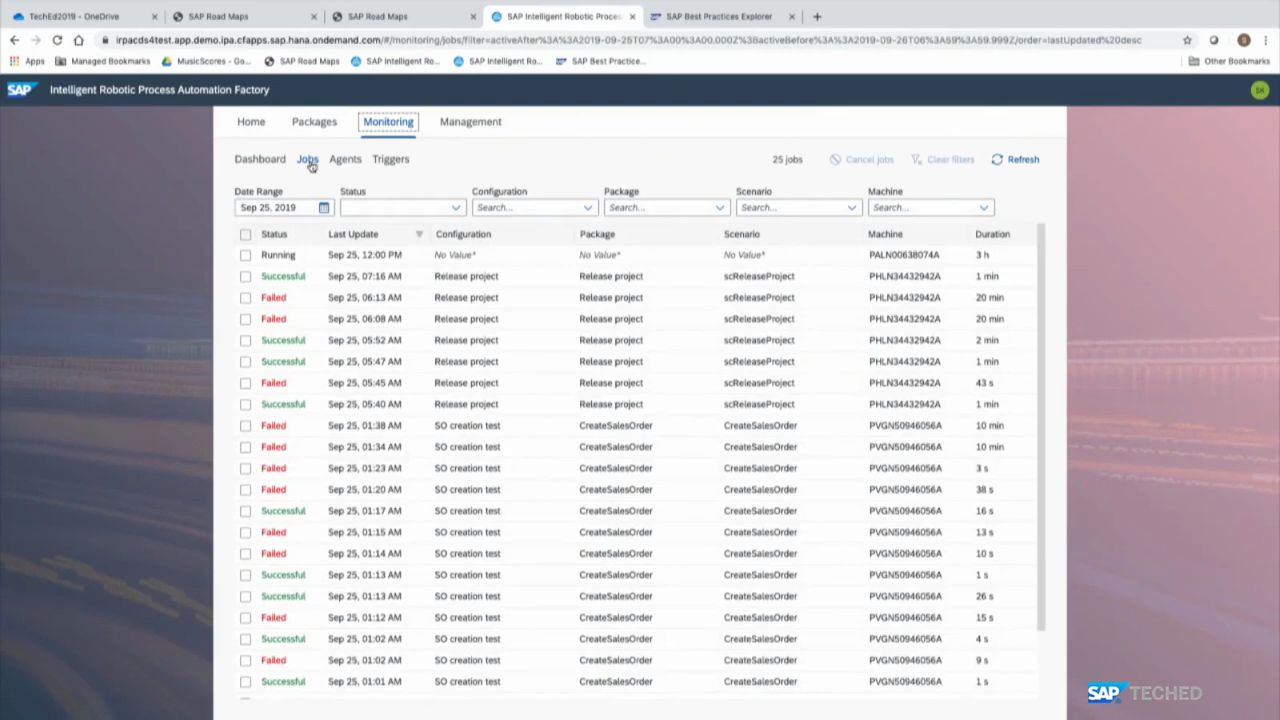 TechEd2019 - OneDrive
SAP Road Maps
SAP Road Maps
SAP Intelligent Robotic Proces
SAP Best Practices Explorer
irpacds4test.app.demo.ipa.cfapps.sap.hana.ondemand.com/#/monitoring/jobs/filter=activeAfter%3A%3A2019-09-25T07%3A00%3A00.000Z%3BactiveBefore%3A%3A2019-09-26T06%3A59%3A59.999Z/order=lastUpdated%20desc
Apps Managed Bookmarks MusicScores - Go... SAP Road Maps SAP Intelligent Ro... SAP Intelligent Ro... SAP Best Practice... Other Bookmarks
SAP Intelligent Robotic Process Automation Factory SK
Home Packages Monitoring Management
Dashboard Jobs Agents Triggers 25 jobs Cancel jobs Clear filters Refresh
Date Range Status Configuration Package Scenario Machine
Sep 25, 2019 Search... Search... Search... Search...
Status Last Update Configuration Package Scenario Machine Duration
Running Sep 25, 12:00 PM No Value* No Value* No Value* PALN00638074A 3 h
Successful Sep 25, 07:16 AM Release project Release project scReleaseProject PHLN34432942A 1 min
Failed Sep 25, 06:13 AM Release project Release project scReleaseProject PHLN34432942A 20 min
Failed Sep 25, 06:08 AM Release project Release project scReleaseProject PHLN34432942A 20 min
Successful Sep 25, 05:52 AM Release project Release project scReleaseProject PHLN34432942A 2 min
Successful Sep 25, 05:47 AM Release project Release project scReleaseProject PHLN34432942A 1 min
Failed Sep 25, 05:45 AM Release project Release project scReleaseProject PHLN34432942A 43 s
Successful Sep 25, 05:40 AM Release project Release project scReleaseProject PHLN34432942A 1 min
Failed Sep 25, 01:38 AM SO creation test CreateSalesOrder CreateSalesOrder PVGN50946056A 10 min
Failed Sep 25, 01:34 AM SO creation test CreateSalesOrder CreateSalesOrder PVGN50946056A 10 min
Failed Sep 25, 01:23 AM SO creation test CreateSalesOrder CreateSalesOrder PVGN50946056A 3 s
Failed Sep 25, 01:20 AM SO creation test CreateSalesOrder CreateSalesOrder PVGN50946056A 38 s
Successful Sep 25, 01:17 AM SO creation test CreateSalesOrder CreateSalesOrder PVGN50946056A 16 s
Failed Sep 25, 01:15 AM SO creation test CreateSalesOrder CreateSalesOrder PVGN50946056A 13 s
Failed Sep 25, 01:14 AM SO creation test CreateSalesOrder CreateSalesOrder PVGN50946056A 10 s
Successful Sep 25, 01:13 AM SO creation test CreateSalesOrder CreateSalesOrder PVGN50946056A 1 s
Successful Sep 25, 01:13 AM SO creation test CreateSalesOrder CreateSalesOrder PVGN50946056A 26 s
Failed Sep 25, 01:12 AM SO creation test CreateSalesOrder CreateSalesOrder PVGN50946056A 15 s
Successful Sep 25, 01:02 AM SO creation test CreateSalesOrder CreateSalesOrder PVGN50946056A 4 s
Failed Sep 25, 01:02 AM SO creation test CreateSalesOrder CreateSalesOrder PVGN50946056A 9 s
Successful Sep 25, 01:01 AM SO creation test CreateSalesOrder CreateSalesOrder PVGN50946056A 1 s
SAP TECHED